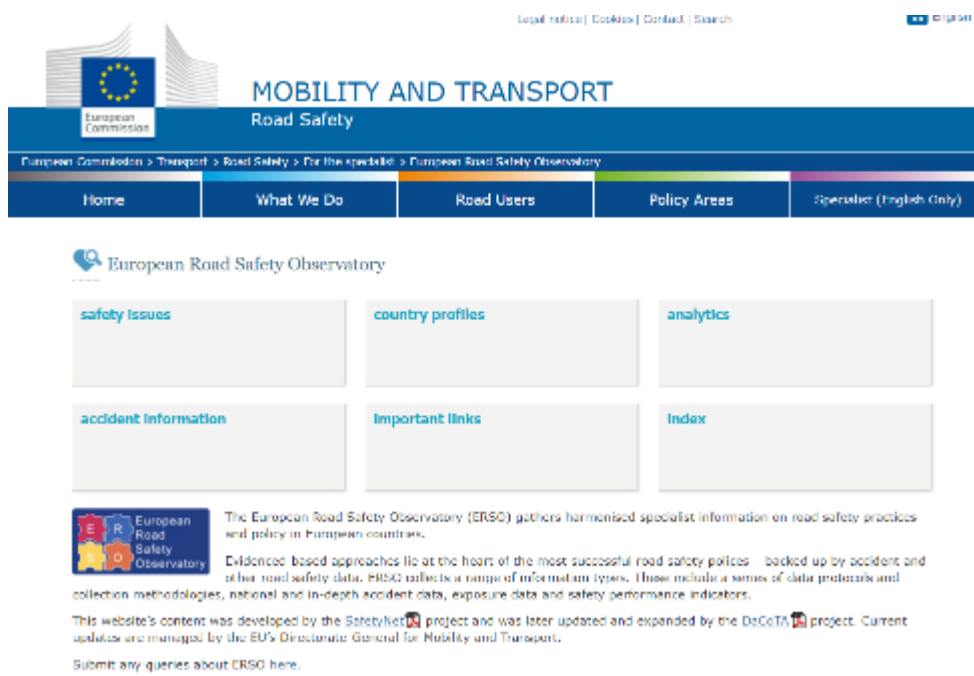 Legal notice | Cookies | Contact | Search
English
MOBILITY AND TRANSPORT
European
Commission
Road Safety
European Commission > Transport > Road Safety > For the specialist > European Road Safety Observatory
Home
What We Do
Road Users
Policy Areas
Specialist (English Only)
European Road Safety Observatory
safety issues
country profiles
analytics
accident information
important links
index
E R S O
European
Road
Safety
Observatory
The European Road Safety Observatory (ERSO) gathers harmonised specialist information on road safety practices
and policy in European countries.
Evidenced based approaches lie at the heart of the most successful road safety polices backed up by accident and
other road safety data. ERSO collects a range of information types. These include a series of data protocols and
collection methodologies, national and in-depth accident data, exposure data and safety performance indicators.
This website's content was developed by the SafetyNet project and was later updated and expanded by the DaCoTA project. Current
updates are managed by the EU's Directorate General for Mobility and Transport.
Submit any queries about ERSO here.